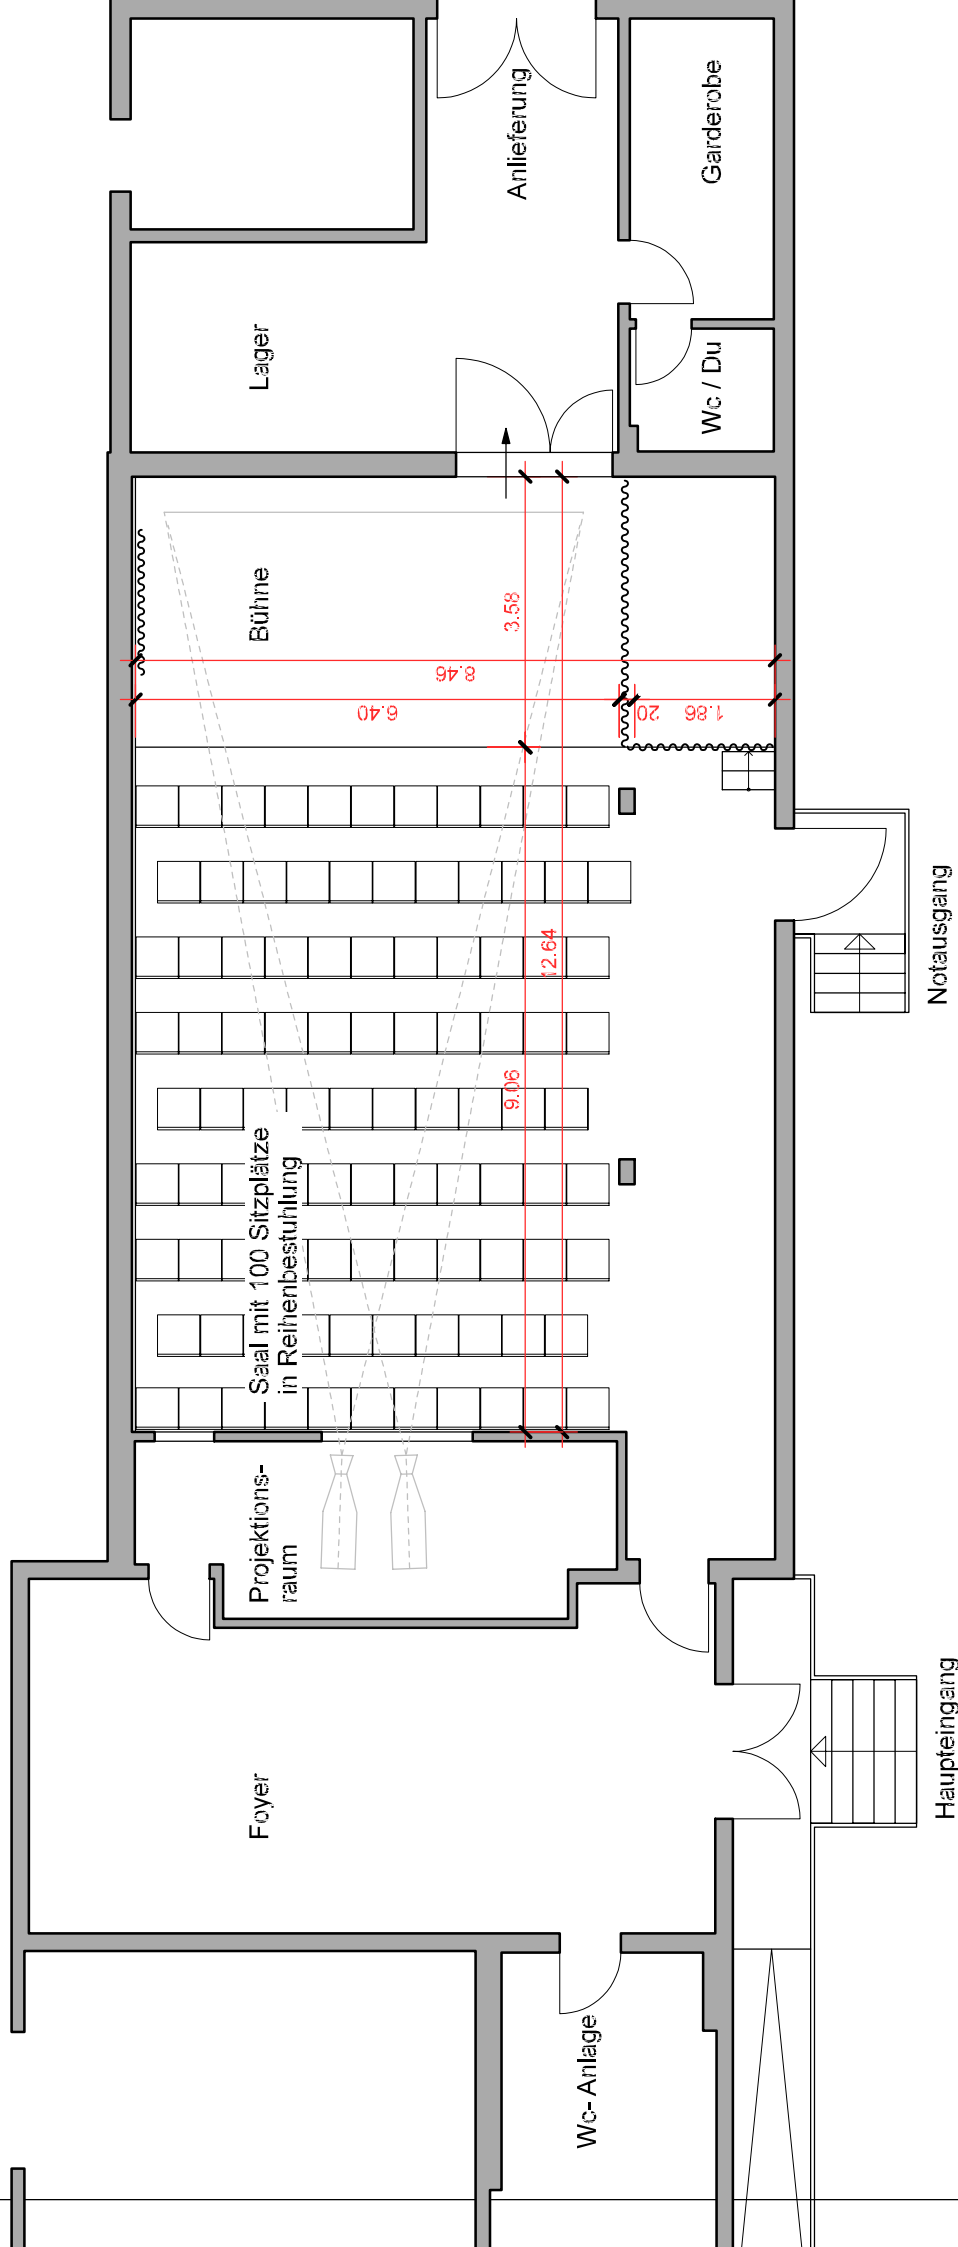 Anlieferung
Garderobe
Lager
Wc / Du
Bühne
3.58
8.46
6.40
20
1.86
12.64
9.06
Notausgang
Saal mit 100 Sitzplätze
in Reihenbestuhlung
Projektions-
raum
Foyer
Haupteingang
Wc- Anlage